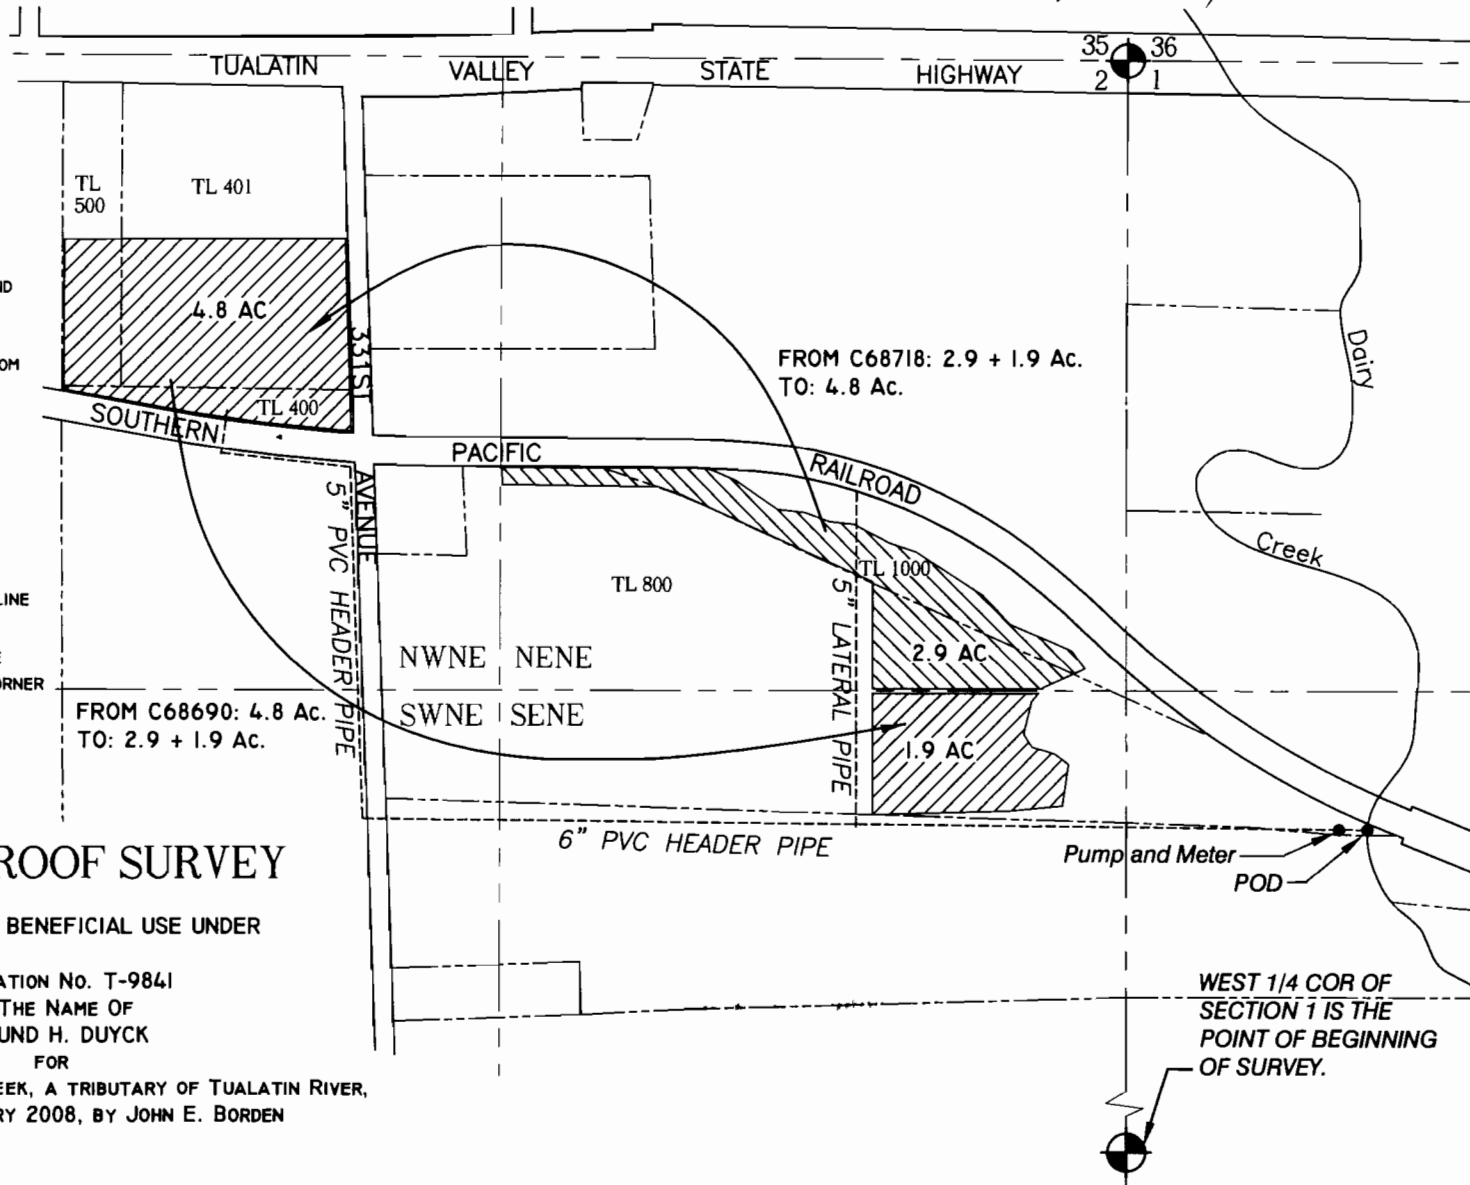 35 36
2 1
TUALATIN VALLEY STATE HIGHWAY
TL
500
TL 401
4.8 AC
331ST
AVENUE
TL 400
FROM C68718: 2.9 + 1.9 Ac.
TO: 4.8 Ac.
Dairy
Creek
SOUTHERN PACIFIC RAILROAD
5" PVC HEADER PIPE
TL 800
TL 1000
5" LATERAL PIPE
2.9 AC
NWNE NENE
SWNE SENE
LINE
ORNER
FROM C68690: 4.8 Ac.
TO: 2.9 + 1.9 Ac.
1.9 AC
6" PVC HEADER PIPE
Pump and Meter
POD
ROOF SURVEY
BENEFICIAL USE UNDER
ATION No. T-9841
THE NAME OF
UND H. DUYCK
FOR
EEK, A TRIBUTARY OF TUALATIN RIVER,
RY 2008, BY JOHN E. BORDEN
WEST 1/4 COR OF
SECTION 1 IS THE
POINT OF BEGINNING
OF SURVEY.